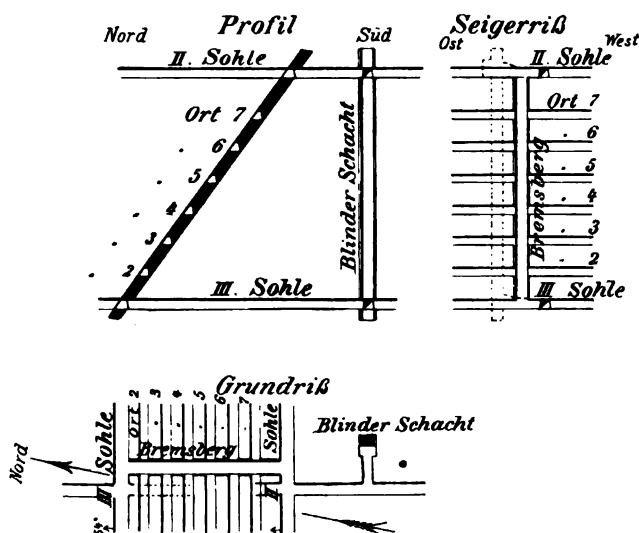 Profil
Nord
Süd
II. Sohle
Ort 7
6
5
4
3
2
Blinder Schacht
III. Sohle
Seigerriß
Ost
West
II. Sohle
Ort 7
6
5
4
3
2
Bremsberg
III Sohle
Grundriß
Nord
III Sohle
Ort 2
3
4
5
6
7
Bremsberg
II Sohle
Blinder Schacht